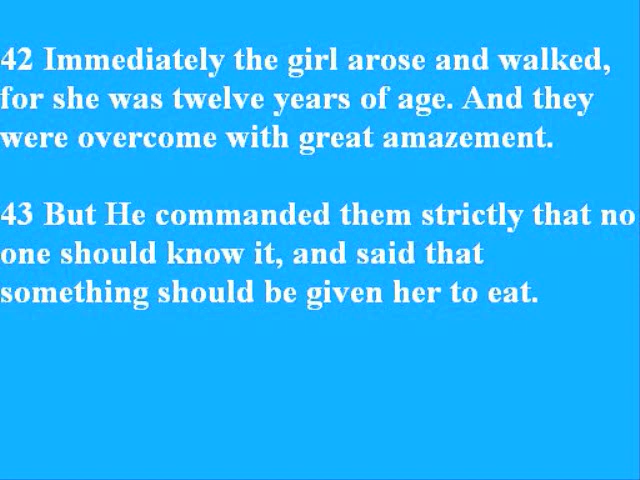 42 Immediately the girl arose and walked,
for she was twelve years of age. And they
were overcome with great amazement.
43 But He commanded them strictly that no
one should know it, and said that
something should be given her to eat.